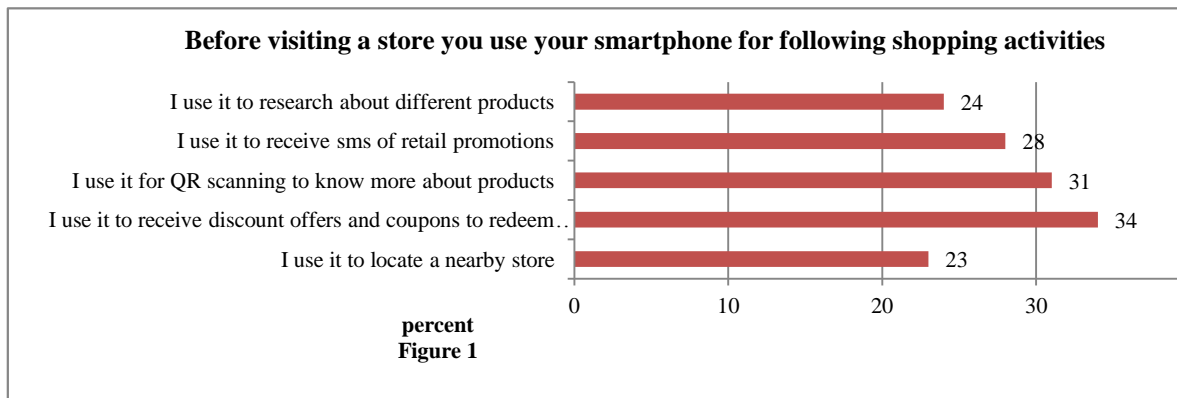 Before visiting a store you use your smartphone for following shopping activities
I use it to research about different products
24
I use it to receive sms of retail promotions
28
I use it for QR scanning to know more about products
31
I use it to receive discount offers and coupons to redeem…
34
I use it to locate a nearby store
23
0 10 20 30
percent
Figure 1